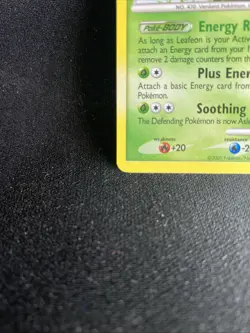 NO. 470 Verdant Pokémon
Poké-BODY Energy
As long as Leafeon is your Activ
attach an Energy card from your
remove 2 damage counters from th
Plus Ener
Attach a basic Energy card from
Pokémon.
Soothing
The Defending Pokémon is now Asle
weakness
+20
resistance
-2